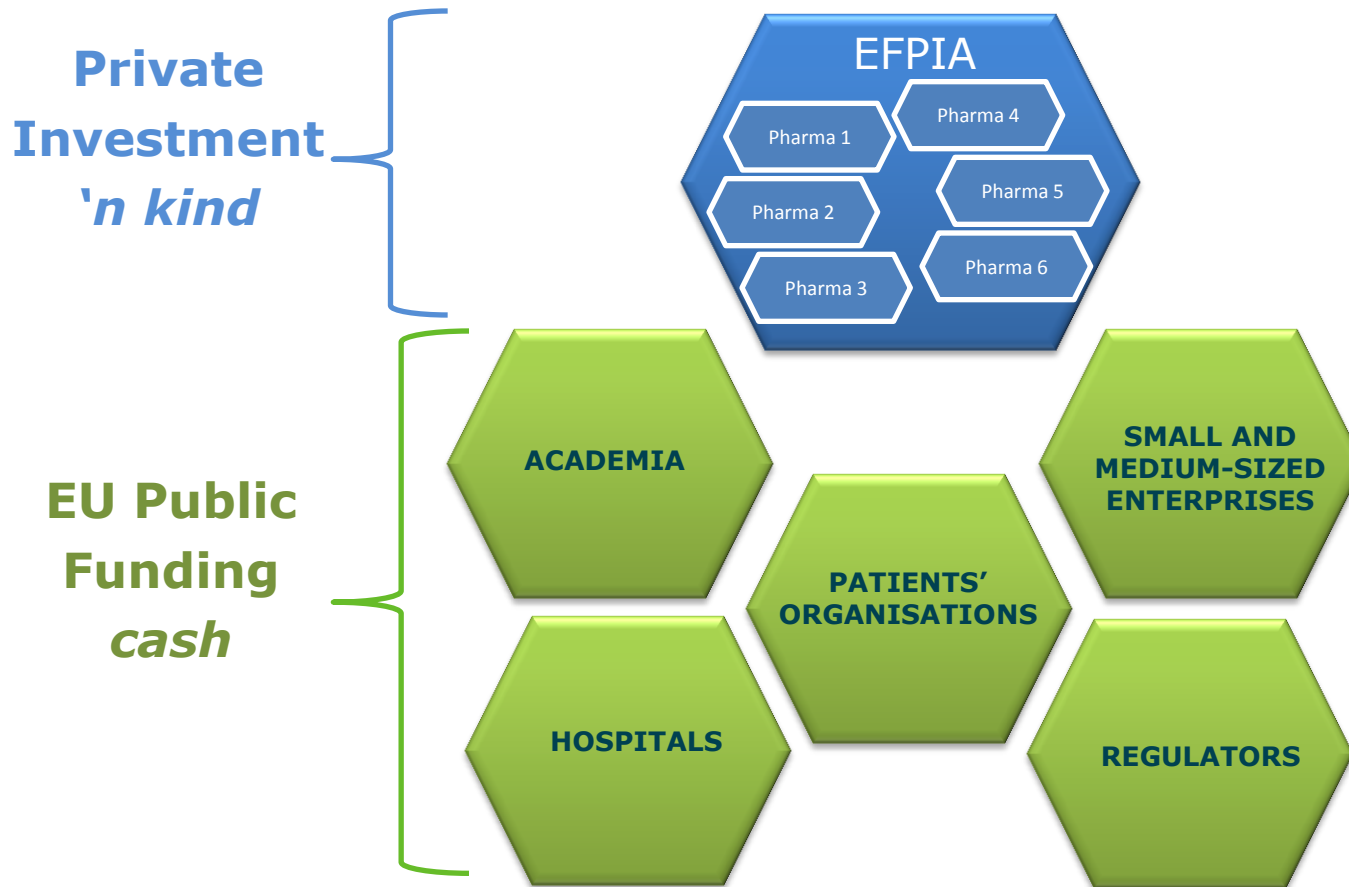 Private
Investment
‘n kind
EFPIA
Pharma 1
Pharma 4
Pharma 2
Pharma 5
Pharma 3
Pharma 6
EU Public
Funding
cash
ACADEMIA
SMALL AND
MEDIUM-SIZED
ENTERPRISES
PATIENTS’
ORGANISATIONS
HOSPITALS
REGULATORS